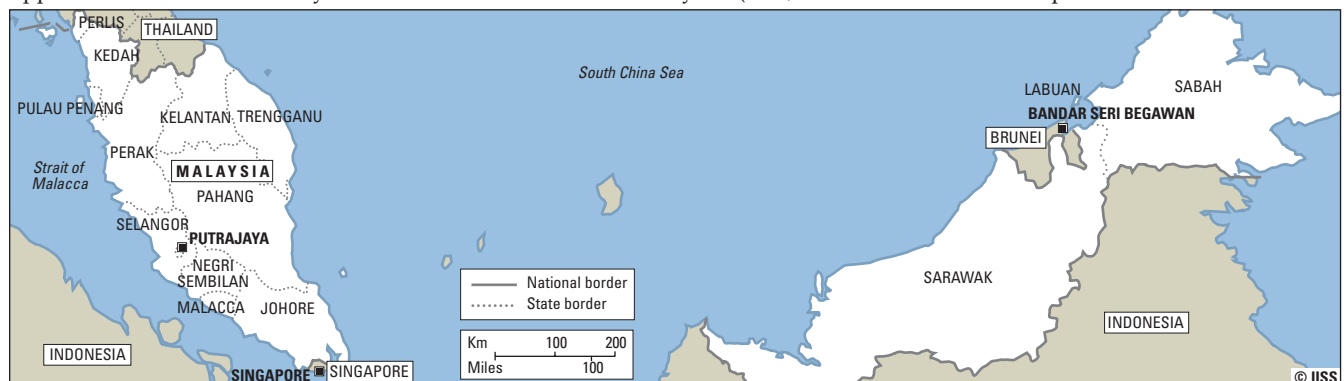 PERLIS
THAILAND
KEDAH
South China Sea
SABAH
LABUAN
PULAU PENANG
KELANTAN
TRENGGANU
BANDAR SERI BEGAWAN
BRUNEI
PERAK
Strait of
Malacca
MALAYSIA
PAHANG
SELANGOR
PUTRAJAYA
NEGRI
SEMBILAN
MALACCA
JOHORE
National border
State border
SARAWAK
Km 100 200
Miles 100
INDONESIA
INDONESIA
SINGAPORE
SINGAPORE
© IISS